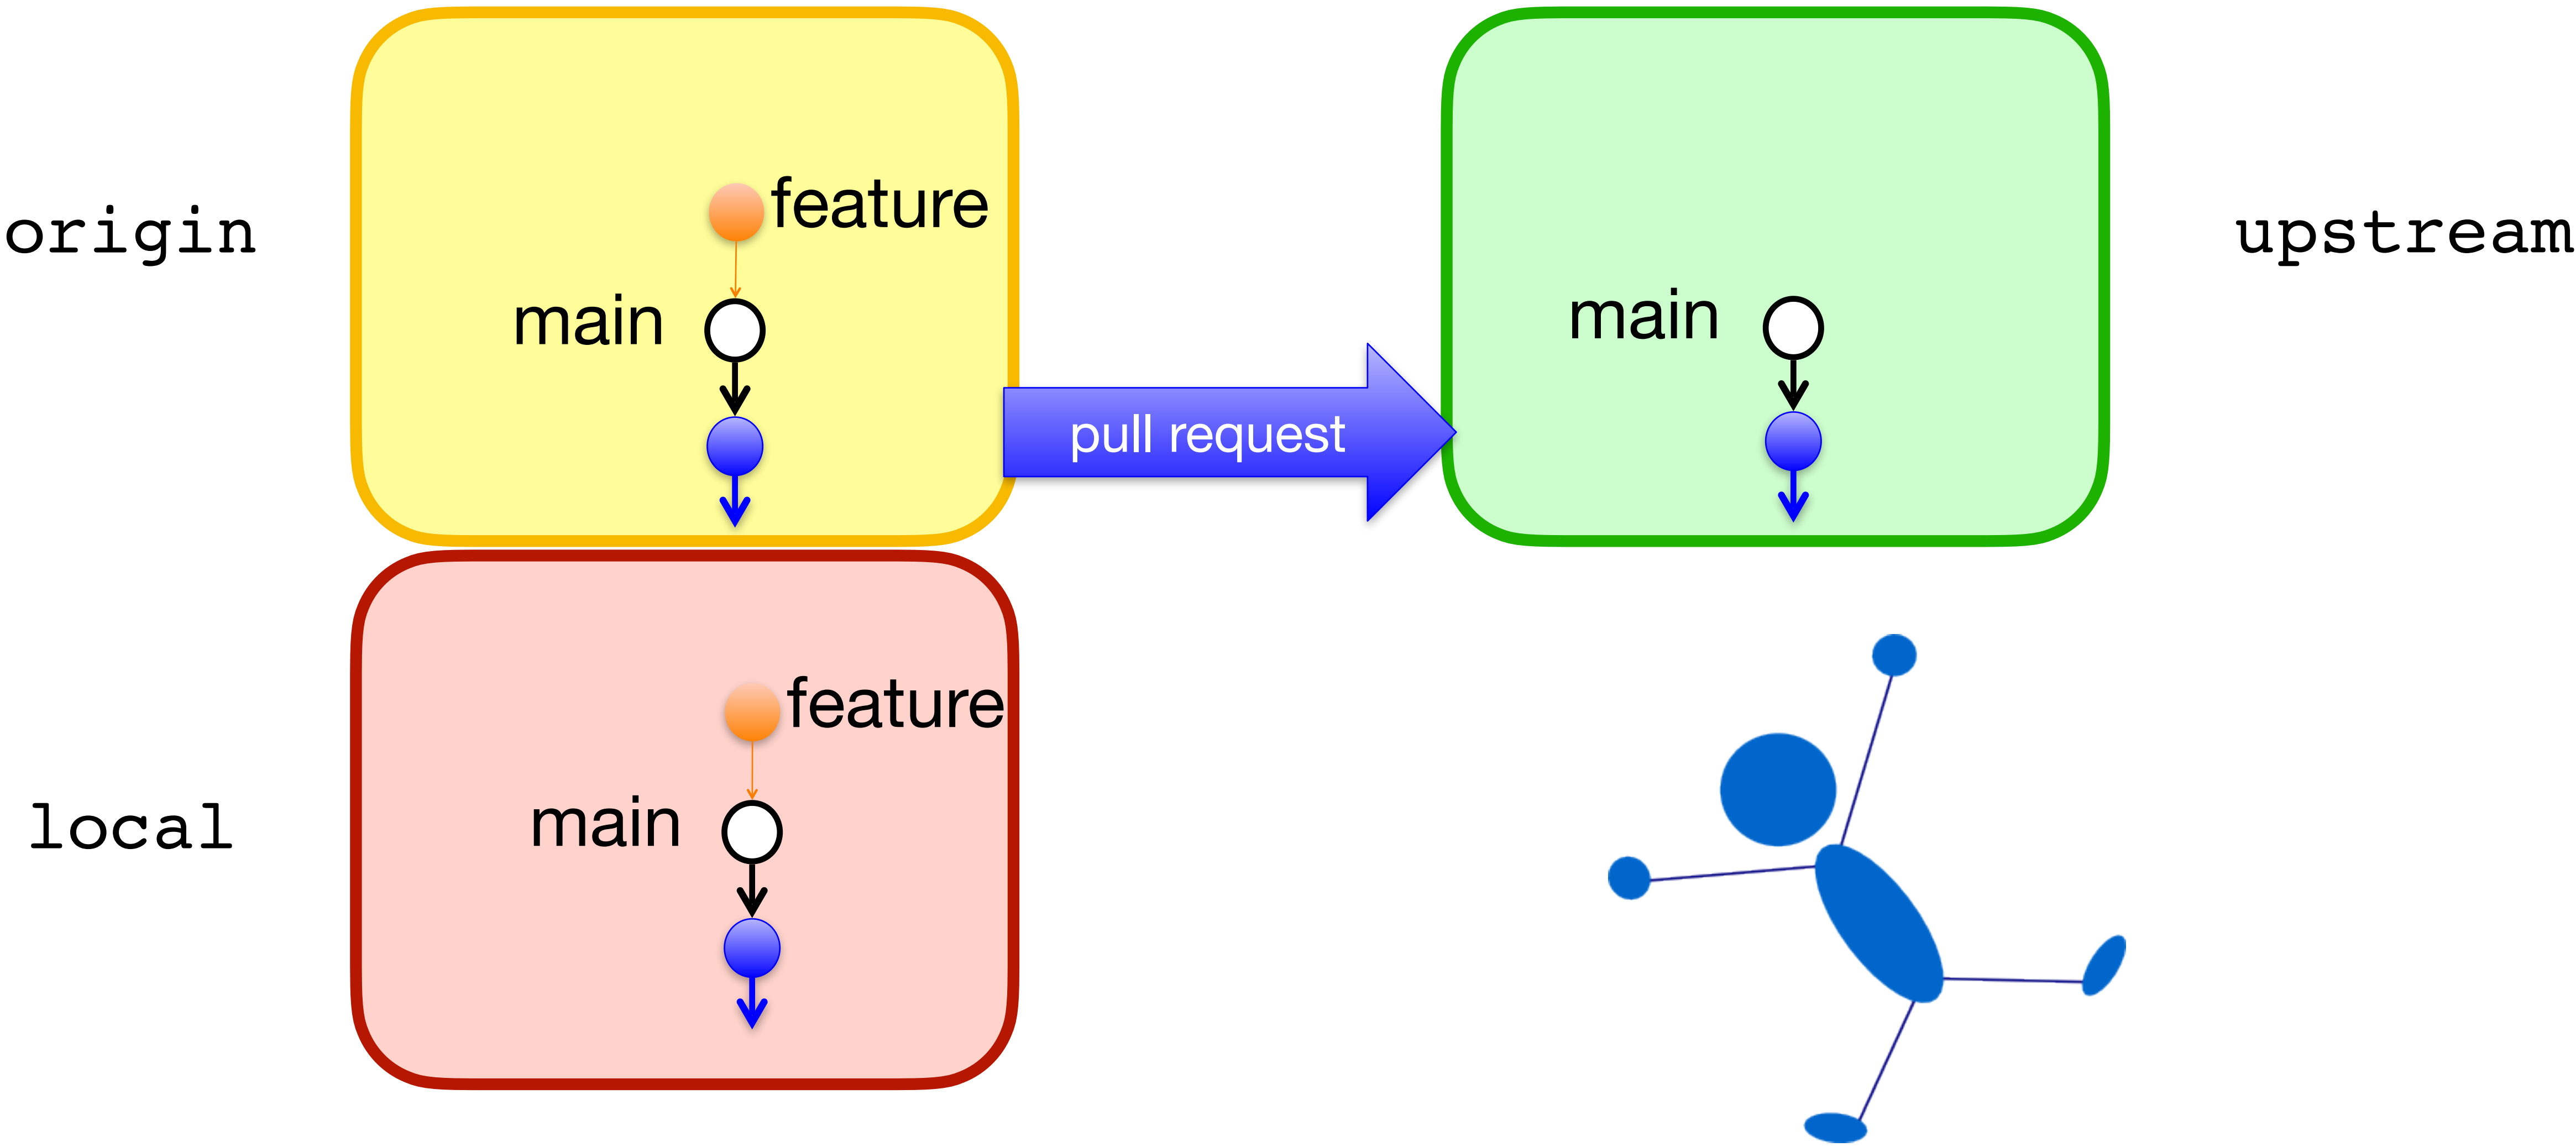 origin
feature
main
pull request
main
upstream
local
feature
main